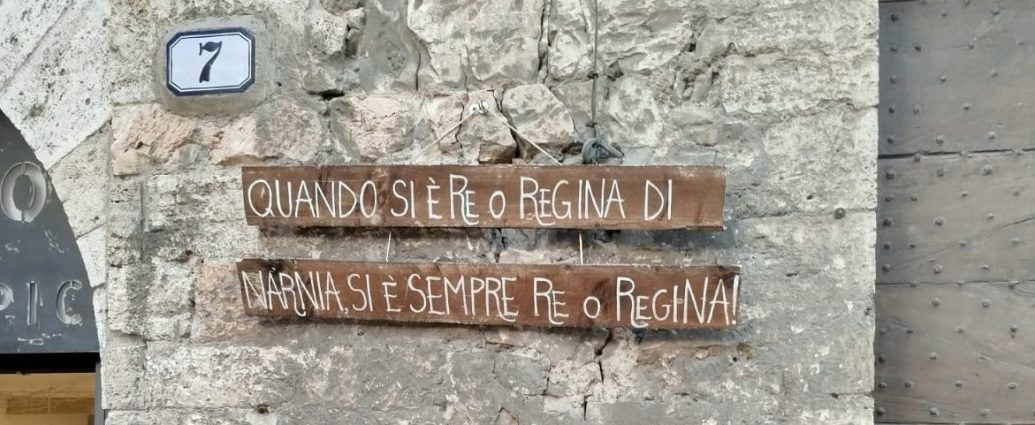 7
QUANDO SI È RE O REGINA DI
NARNIA, SI È SEMPRE RE O REGINA!